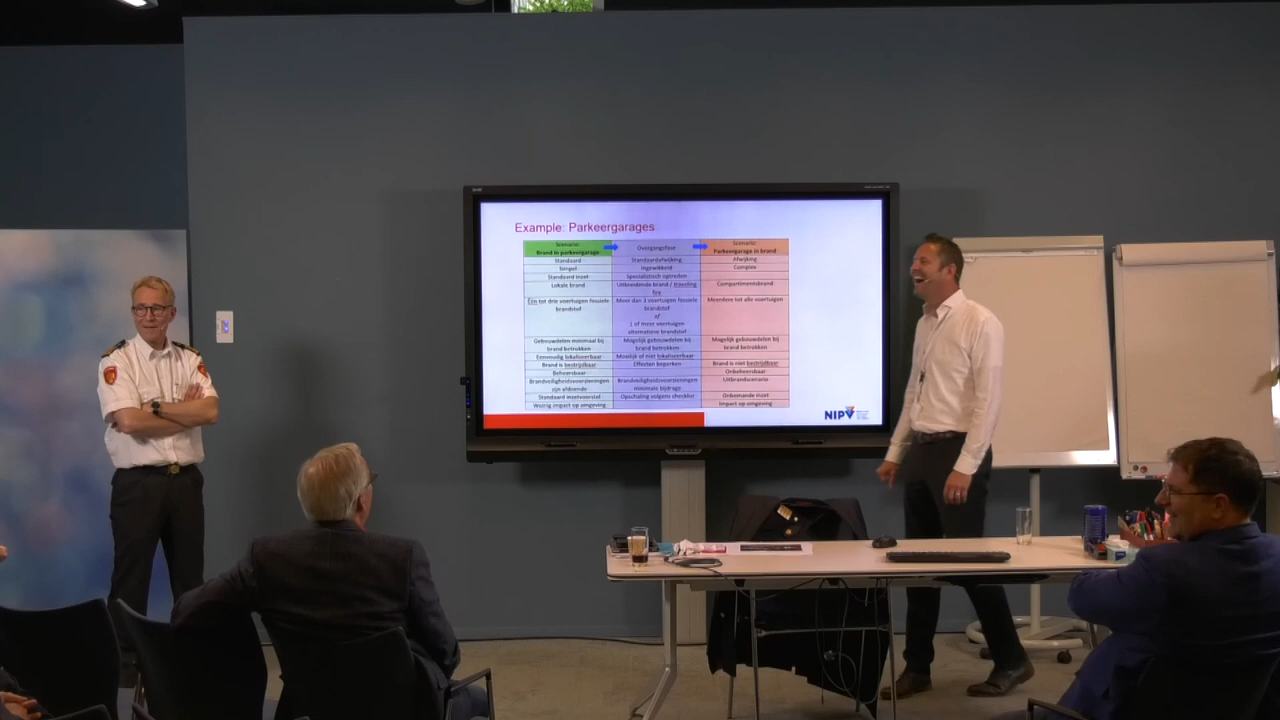 Example: Parkeergarages
Scenario:
Brand in parkeergarage
Overgangsfase
Scenario:
Parkeergarage in brand
Standaard
Standaardafwijking
Afwijking
Simpel
Ingewikkeld
Complex
Standaard inzet
Specialistisch optreden
Lokale brand
Uitbreidende brand / traveling
fire
Compartimentsbrand
Één tot drie voertuigen fossiele
brandstof
Meer dan 3 voertuigen fossiele
brandstof
of
1 of meer voertuigen
alternatieve brandstof
Meerdere tot alle voertuigen
Gebouwdelen minimaal bij
brand betrokken
Mogelijk gebouwdelen bij
brand betrokken
Mogelijk gebouwdelen bij
brand betrokken
Eenvoudig lokaliseerbaar
Moeilijk of niet lokaliseerbaar
Brand is bestrijdbaar
Effecten beperken
Brand is niet bestrijdbaar
Beheersbaar
Onbeheersbaar
Brandveiligheidsvoorzieningen
zijn afdoende
Brandveiligheidsvoorzieningen
minimale bijdrage
Uitbrandscenario
Standaard inzetvoorstel
Opschaling volgens checklist
Onbemande inzet
Weinig impact op omgeving
Impact op omgeving
NIPV